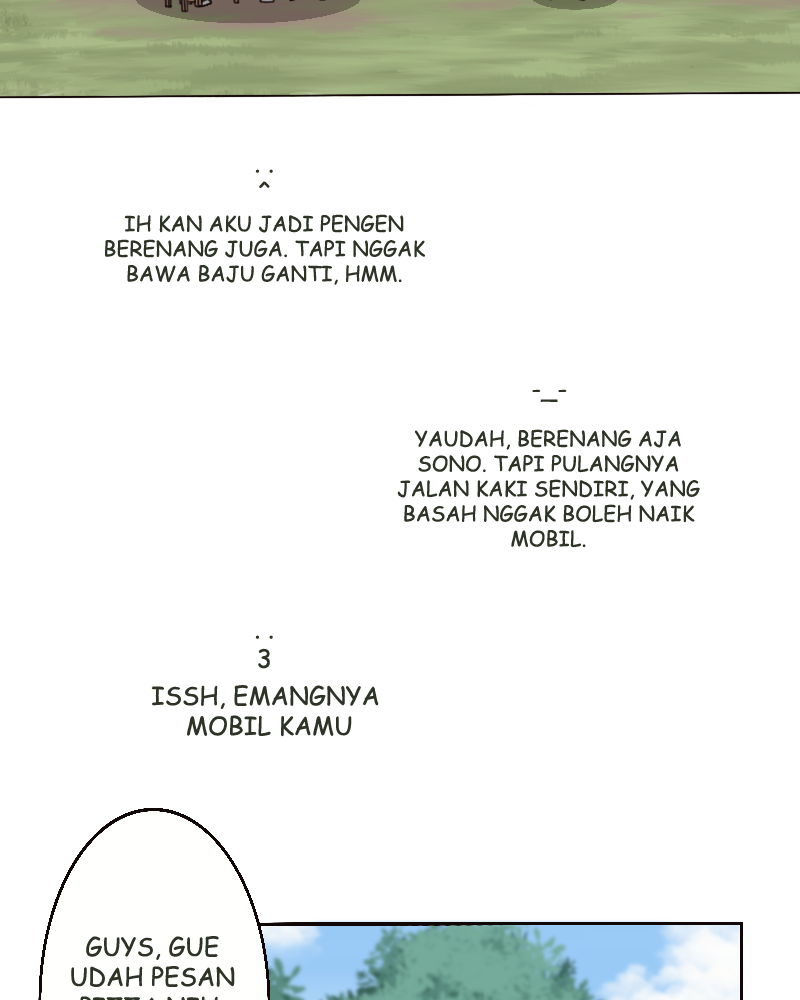 . .
^
IH KAN AKU JADI PENGEN
BERENANG JUGA. TAPI NGGAK
BAWA BAJU GANTI, HMM.
-_-
YAUDAH, BERENANG AJA
SONO. TAPI PULANGNYA
JALAN KAKI SENDIRI, YANG
BASAH NGGAK BOLEH NAIK
MOBIL.
. .
3
ISSH, EMANGNYA
MOBIL KAMU
GUYS, GUE
UDAH PESAN